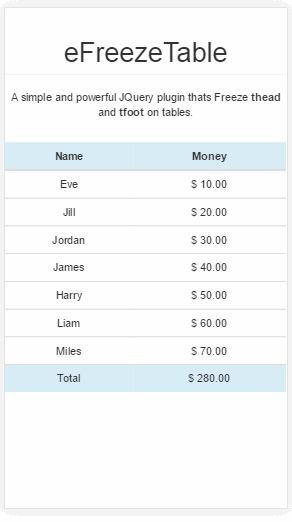 eFreezeTable
A simple and powerful JQuery plugin thats Freeze thead
and tfoot on tables.
Name Money
Eve $ 10.00
Jill $ 20.00
Jordan $ 30.00
James $ 40.00
Harry $ 50.00
Liam $ 60.00
Miles $ 70.00
Total $ 280.00